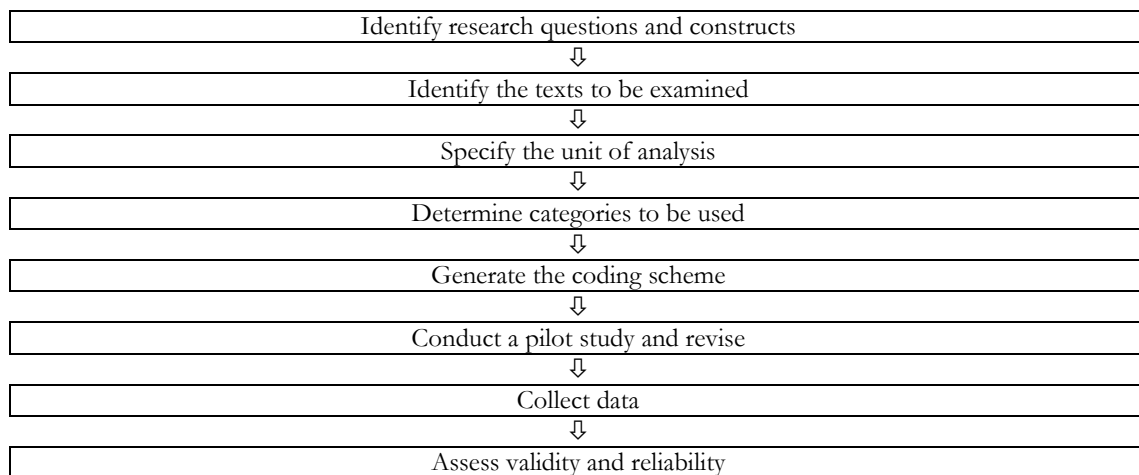 Identify research questions and constructs
⇩
Identify the texts to be examined
⇩
Specify the unit of analysis
⇩
Determine categories to be used
⇩
Generate the coding scheme
⇩
Conduct a pilot study and revise
⇩
Collect data
⇩
Assess validity and reliability